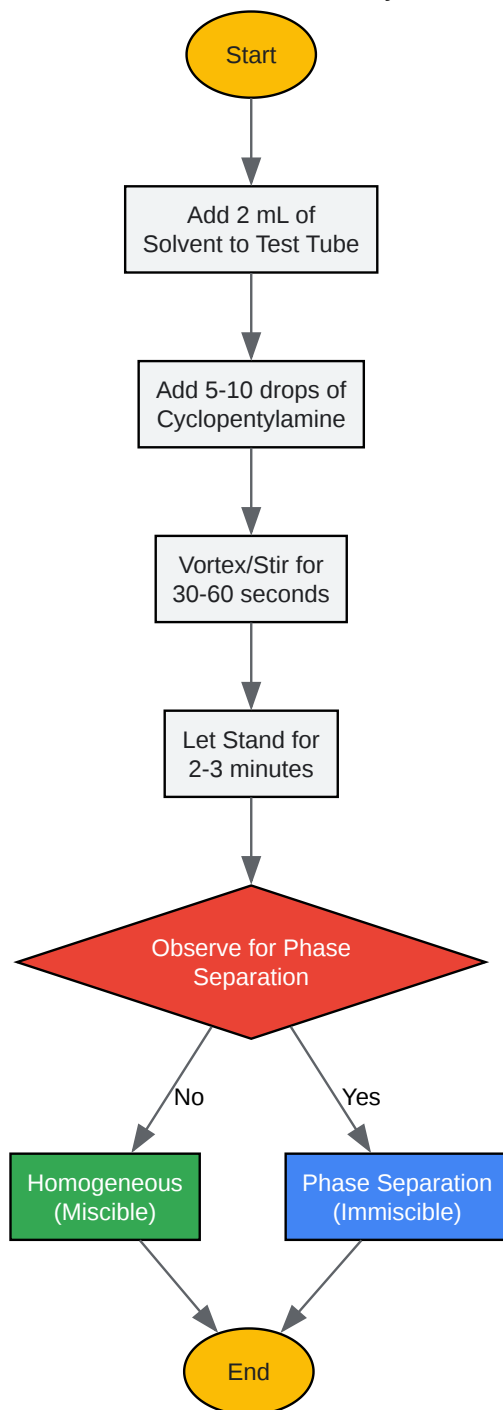 Start
Add 2 mL of
Solvent to Test Tube
Add 5-10 drops of
Cyclopentylamine
Vortex/Stir for
30-60 seconds
Let Stand for
2-3 minutes
Observe for Phase
Separation
No
Yes
Homogeneous
(Miscible)
Phase Separation
(Immiscible)
End